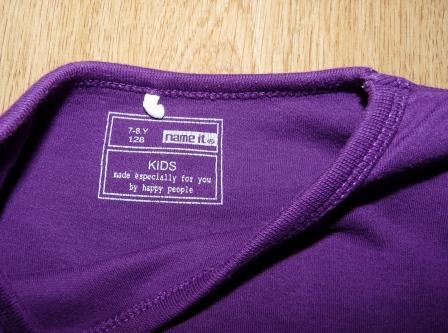 7-8 Y
128
name it
KIDS
made especially for you
by happy people